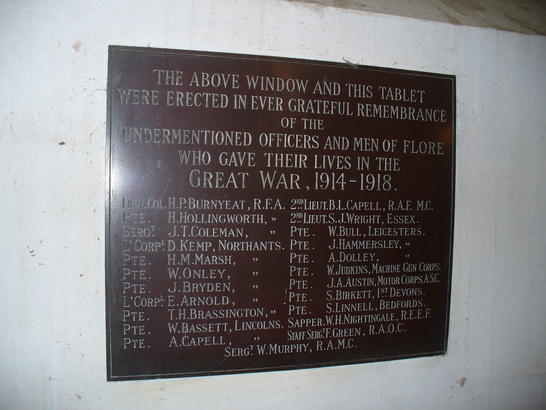 THE ABOVE WINDOW AND THIS TABLET
WERE ERECTED IN EVER GRATEFUL REMEMBRANCE
OF THE
UNDERMENTIONED OFFICERS AND MEN OF FLORE
WHO GAVE THEIR LIVES IN THE
GREAT WAR, 1914-1918.
LIEUT. COL. H.P. BURNYEAT, R.F.A. 2ND LIEUT. B.L. CAPELL, R.A.F. M.C.
PTE. H. HOLLINGWORTH, " 2ND LIEUT. S.J. WRIGHT, ESSEX.
SERGT. J.T. COLEMAN, " PTE. W. BULL, LEICESTERS.
L'CORPL. D. KEMP, NORTHANTS. PTE. J. HAMMERSLEY, "
PTE. H.M. MARSH, " PTE. A. DOLLEY, "
PTE. W. ONLEY, " PTE. W. JUDKINS, MACHINE GUN CORPS.
PTE. J. BRYDEN, " PTE. J.A. AUSTIN, MOTOR CORPS. A.S.C.
L'CORPL. E. ARNOLD, " PTE. S. BIRKETT, 1ST DEVONS.
PTE. T.H. BRASSINGTON, " PTE. S. LINNELL, BEDFORDS.
PTE. W. BASSETT, LINCOLNS. SAPPER. W.H. NIGHTINGALE, R.E.E.F.
PTE. A. CAPELL, " STAFF SERGT. F. GREEN, R.A.O.C.
SERGT. W. MURPHY, R.A.M.C.